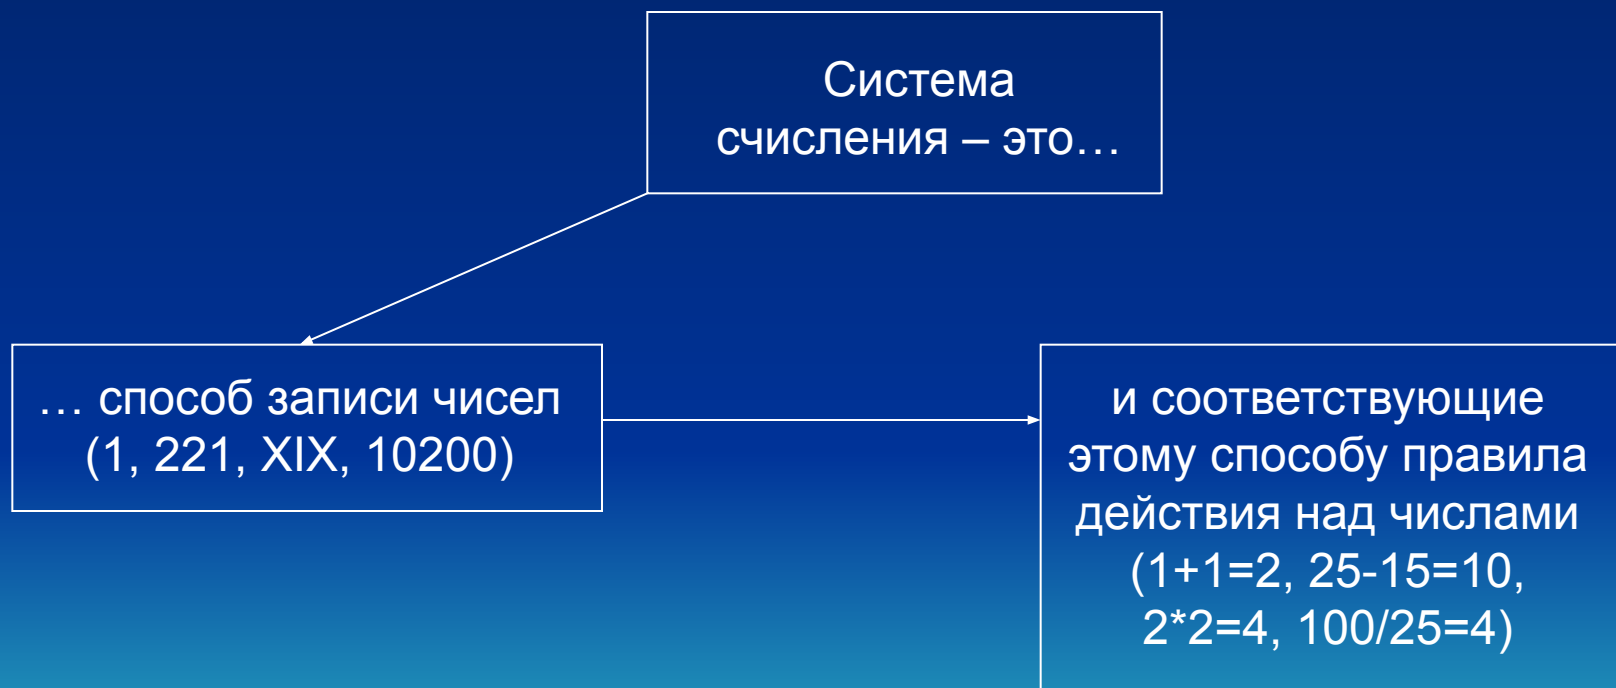 Система
счисления – это…
… способ записи чисел
(1, 221, XIX, 10200)
и соответствующие
этому способу правила
действия над числами
(1+1=2, 25-15=10,
2*2=4, 100/25=4)